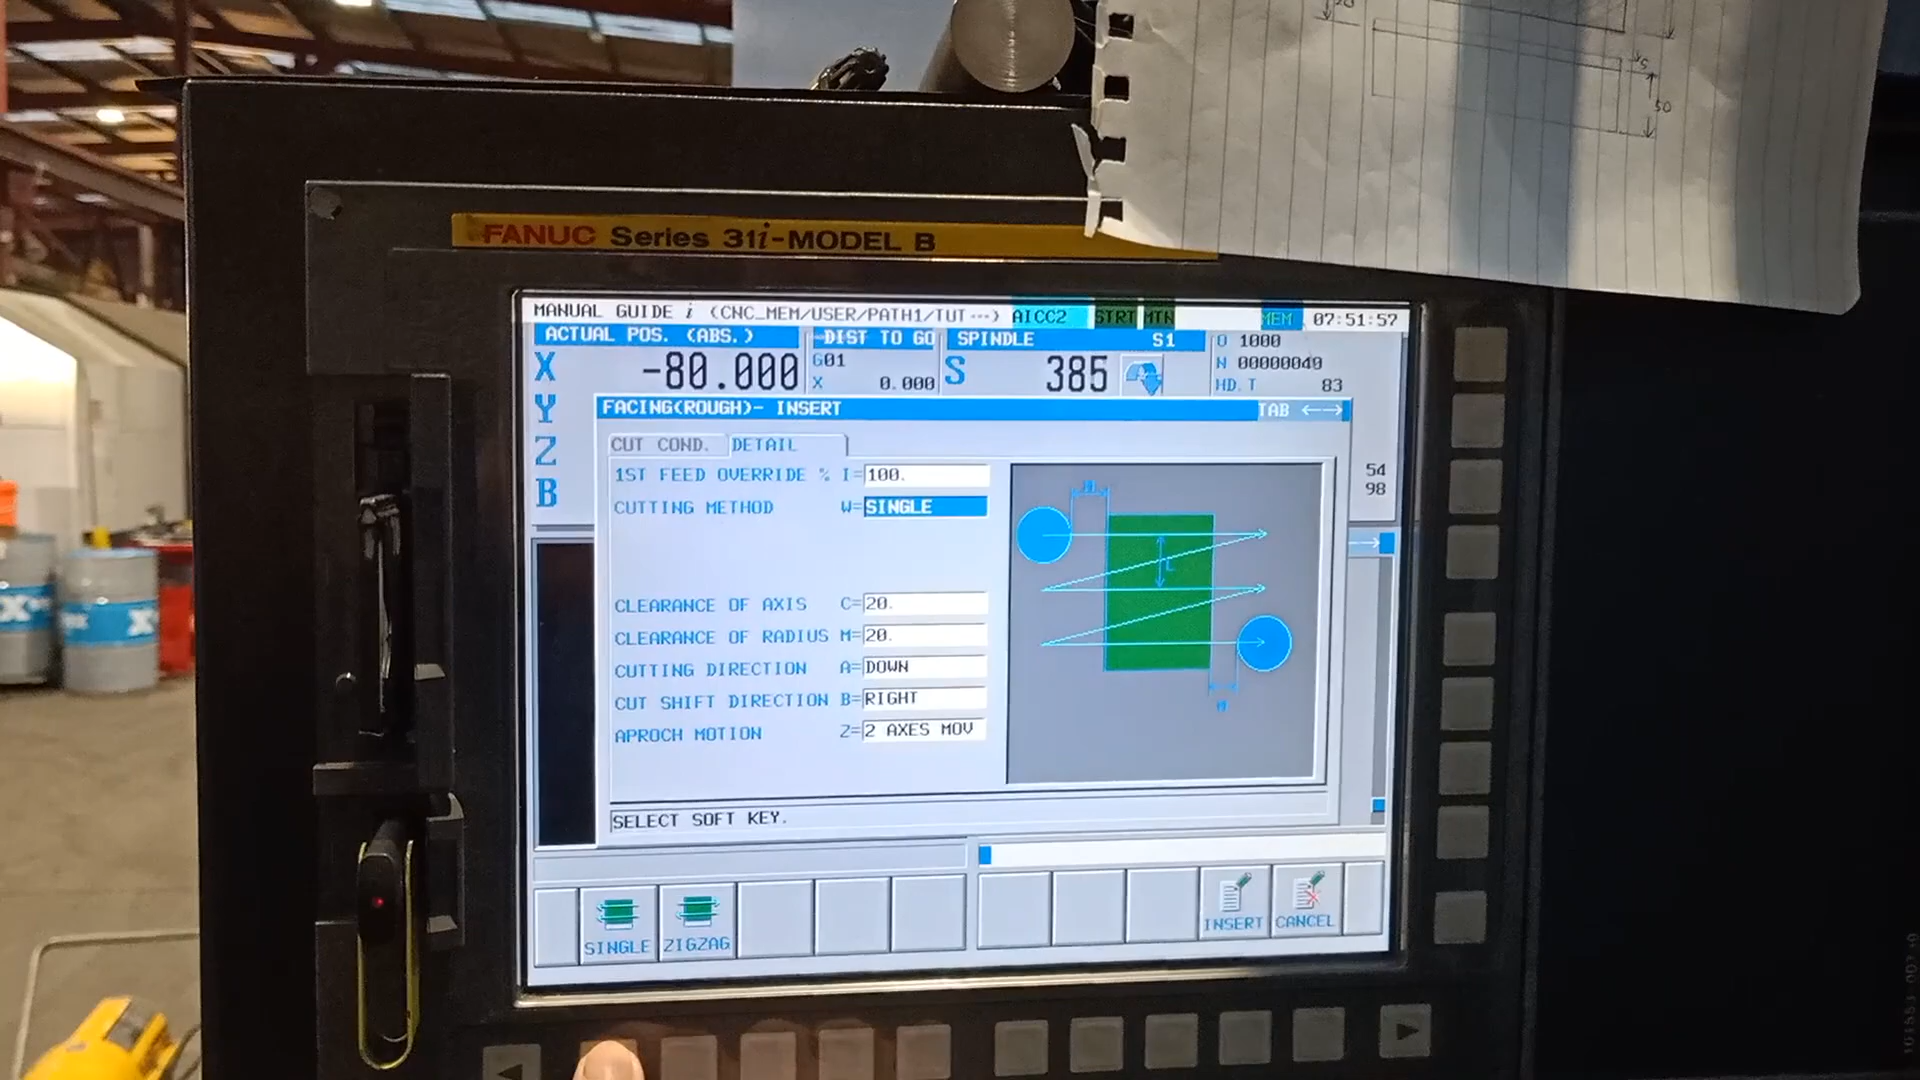 50
FANUC Series 31i-MODEL B
MANUAL GUIDE i (CNC_MEM/USER/PATH1/TUT···) AICC2 STRT MTN MEM 07:51:57
ACTUAL POS. (ABS.) DIST TO GO SPINDLE S1 O 1000
X -80.000 G01 S 385 N 00000040
X 0.000 HD.T 83
Y
Z
B
54
98
FACING(ROUGH)- INSERT TAB ←→
CUT COND. DETAIL
1ST FEED OVERRIDE % I=100.
CUTTING METHOD W=SINGLE
CLEARANCE OF AXIS C=20.
CLEARANCE OF RADIUS M=20.
CUTTING DIRECTION A=DOWN
CUT SHIFT DIRECTION B=RIGHT
APROCH MOTION Z=2 AXES MOV
M
L
M
SELECT SOFT KEY.
SINGLE ZIGZAG INSERT CANCEL